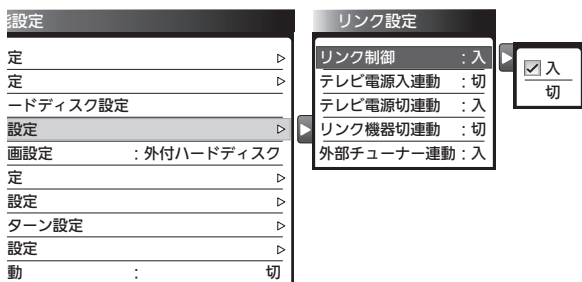 設定
定
定
ードディスク設定
設定
画設定 : 外付ハードディスク
定
設定
ターン設定
設定
動 : 切
リンク設定
リンク制御 : 入
テレビ電源入連動 : 切
テレビ電源切連動 : 入
リンク機器切連動 : 切
外部チューナー連動 : 入
入
切